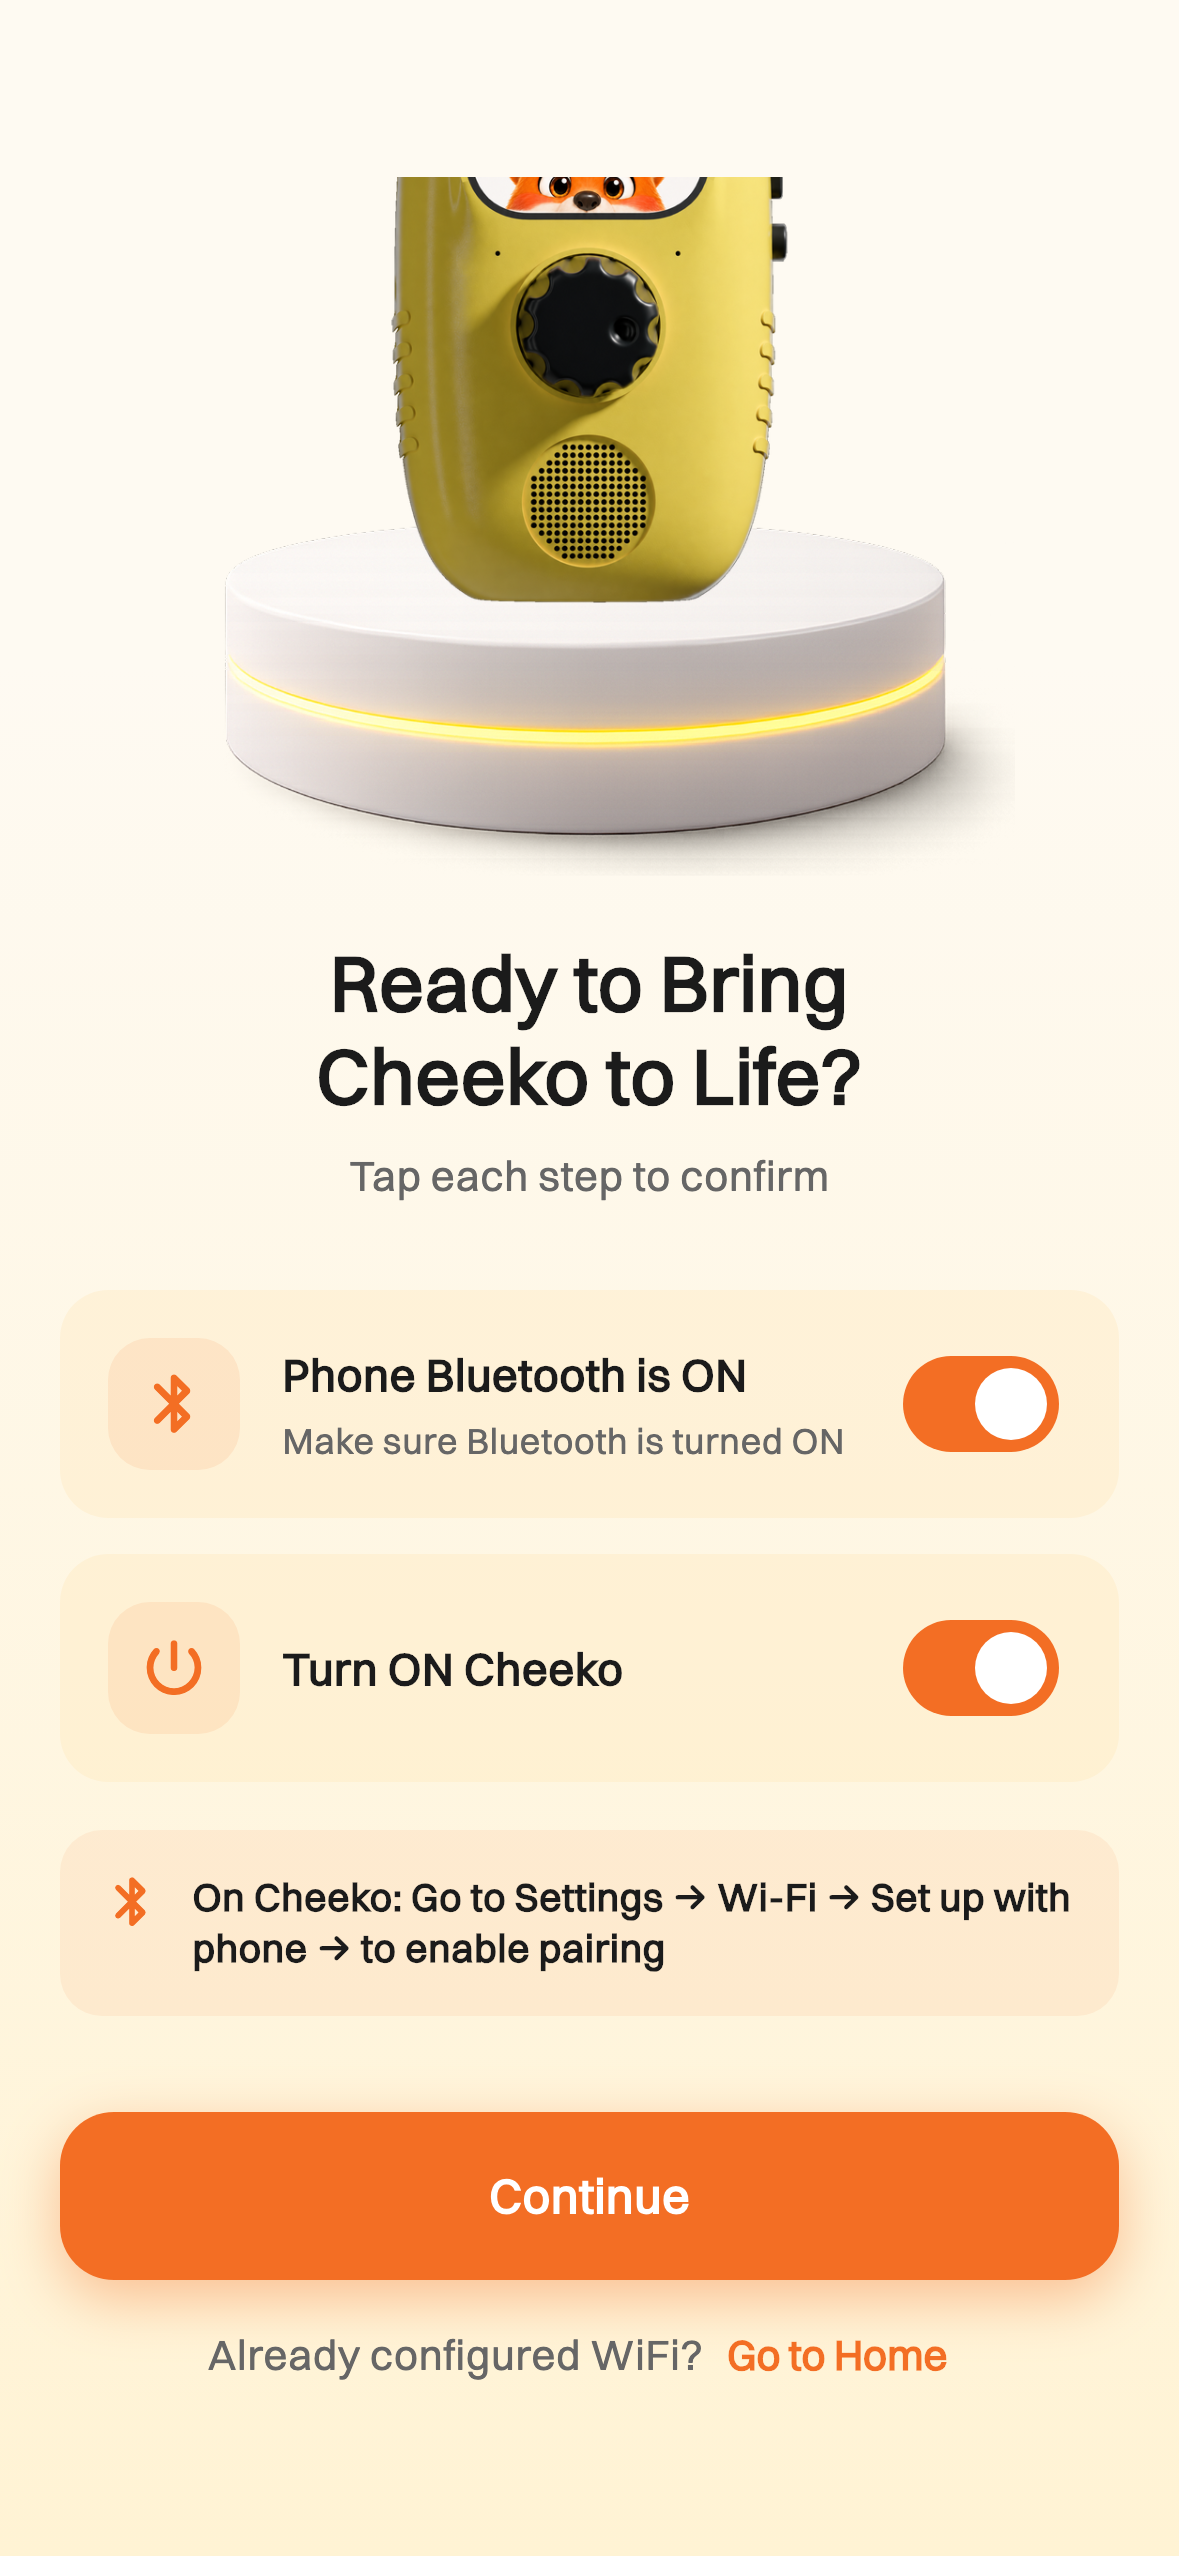 Ready to Bring
Cheeko to Life?
Tap each step to confirm
Phone Bluetooth is ON
Make sure Bluetooth is turned ON
Turn ON Cheeko
On Cheeko: Go to Settings → Wi-Fi → Set up with
phone → to enable pairing
Continue
Already configured WiFi? Go to Home